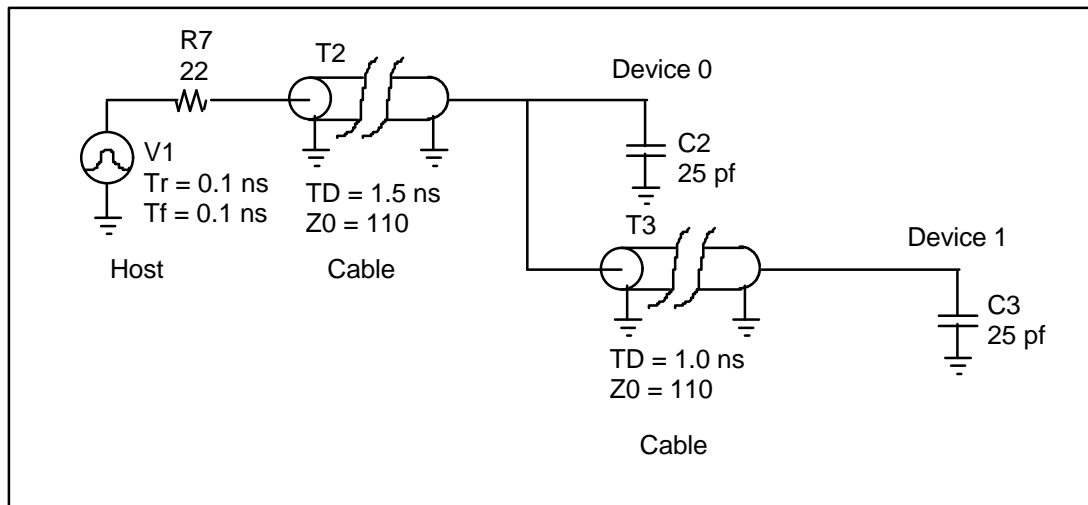 R7
22
T2
Device 0
V1
Tr = 0.1 ns
Tf = 0.1 ns
C2
25 pf
TD = 1.5 ns
Z0 = 110
T3
Device 1
Host
Cable
C3
25 pf
TD = 1.0 ns
Z0 = 110
Cable